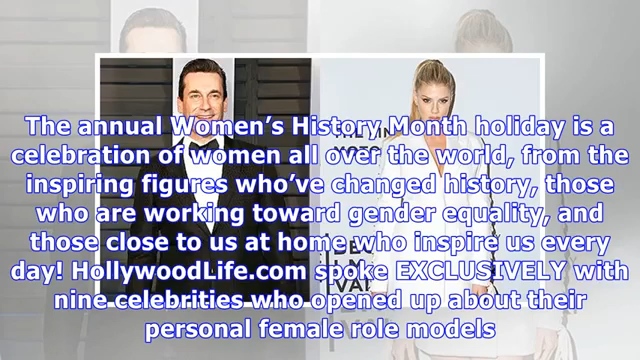 The annual Women’s History Month holiday is a
celebration of women all over the world, from the
inspiring figures who’ve changed history, those
who are working toward gender equality, and
those close to us at home who inspire us every
day! HollywoodLife.com spoke EXCLUSIVELY with
nine celebrities who opened up about their
personal female role models